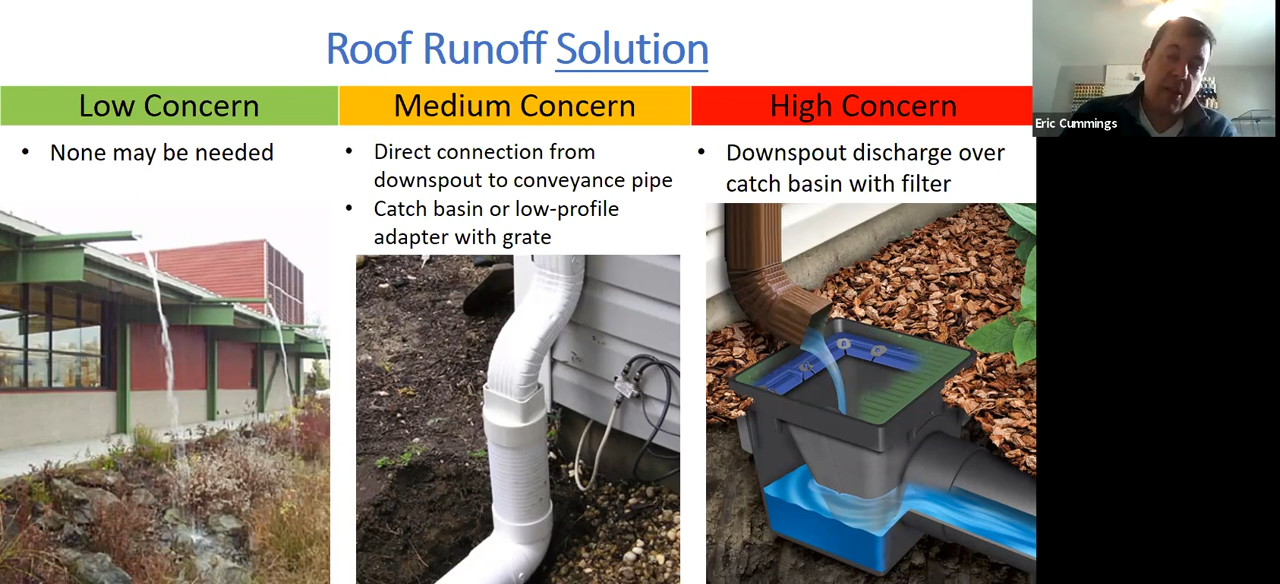 Roof Runoff Solution
Low Concern
Medium Concern
High Concern
• None may be needed
• Direct connection from
downspout to conveyance pipe
• Catch basin or low-profile
adapter with grate
• Downspout discharge over
catch basin with filter
Eric Cummings